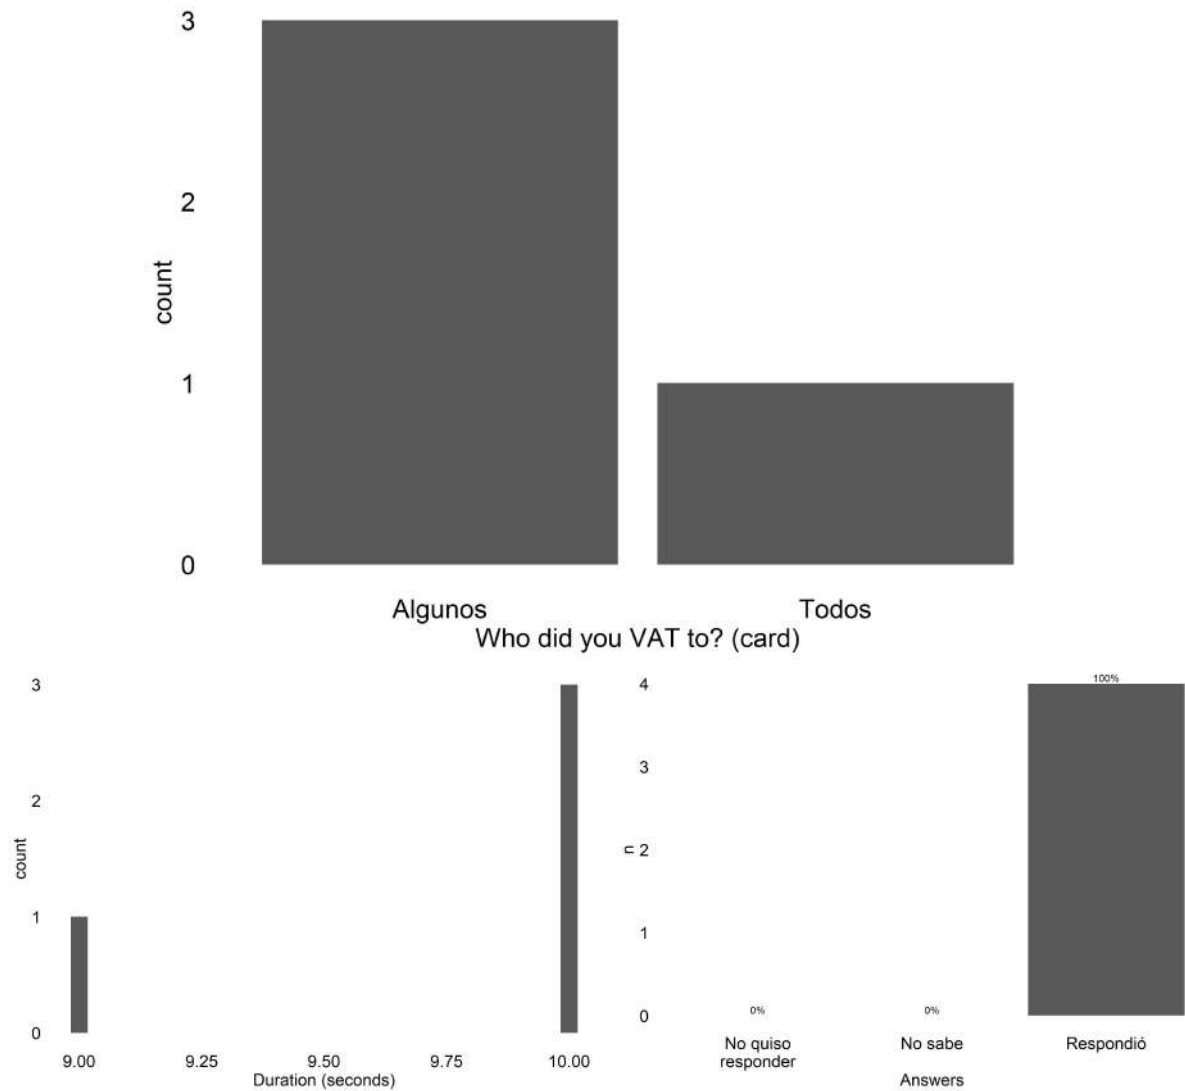 3
2
count
1
0
Algunos Todos
Who did you VAT to? (card)
3
2
count
1
0
9.00 9.25 9.50 9.75 10.00
Duration (seconds)
100%
4
3
n
2
1
0
0% 0%
No quiso responder
No sabe
Respondió
Answers